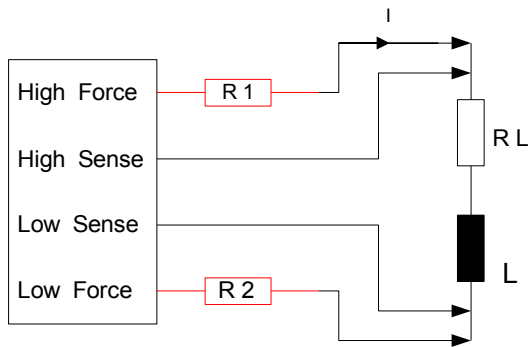 I
High Force
R 1
High Sense
R L
Low Sense
L
Low Force
R 2